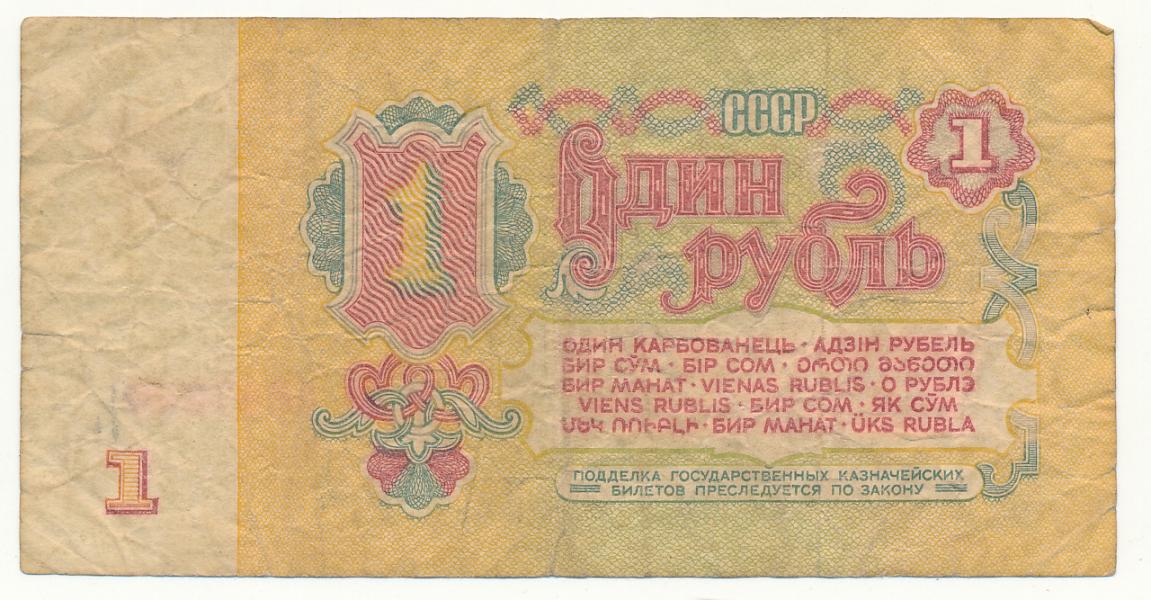 СССР
1
1
Один
рубль
ОДИН КАРБОВАНЕЦЬ · АДЗІН РУБЕЛЬ
БИР СЎМ · БІР СОМ · ᲔᲠᲗᲘ ᲛᲐᲜᲔᲗᲘ
БИР МАНАТ · VIENAS RUBLIS · О РУБЛЭ
VIENS RUBLIS · БИР СОМ · ЯК СӮМ
ՄԵԿ ՌՈՒԲԼԻ · БИР МАНАТ · ÜKS RUBLA
1
ПОДДЕЛКА ГОСУДАРСТВЕННЫХ КАЗНАЧЕЙСКИХ
БИЛЕТОВ ПРЕСЛЕДУЕТСЯ ПО ЗАКОНУ